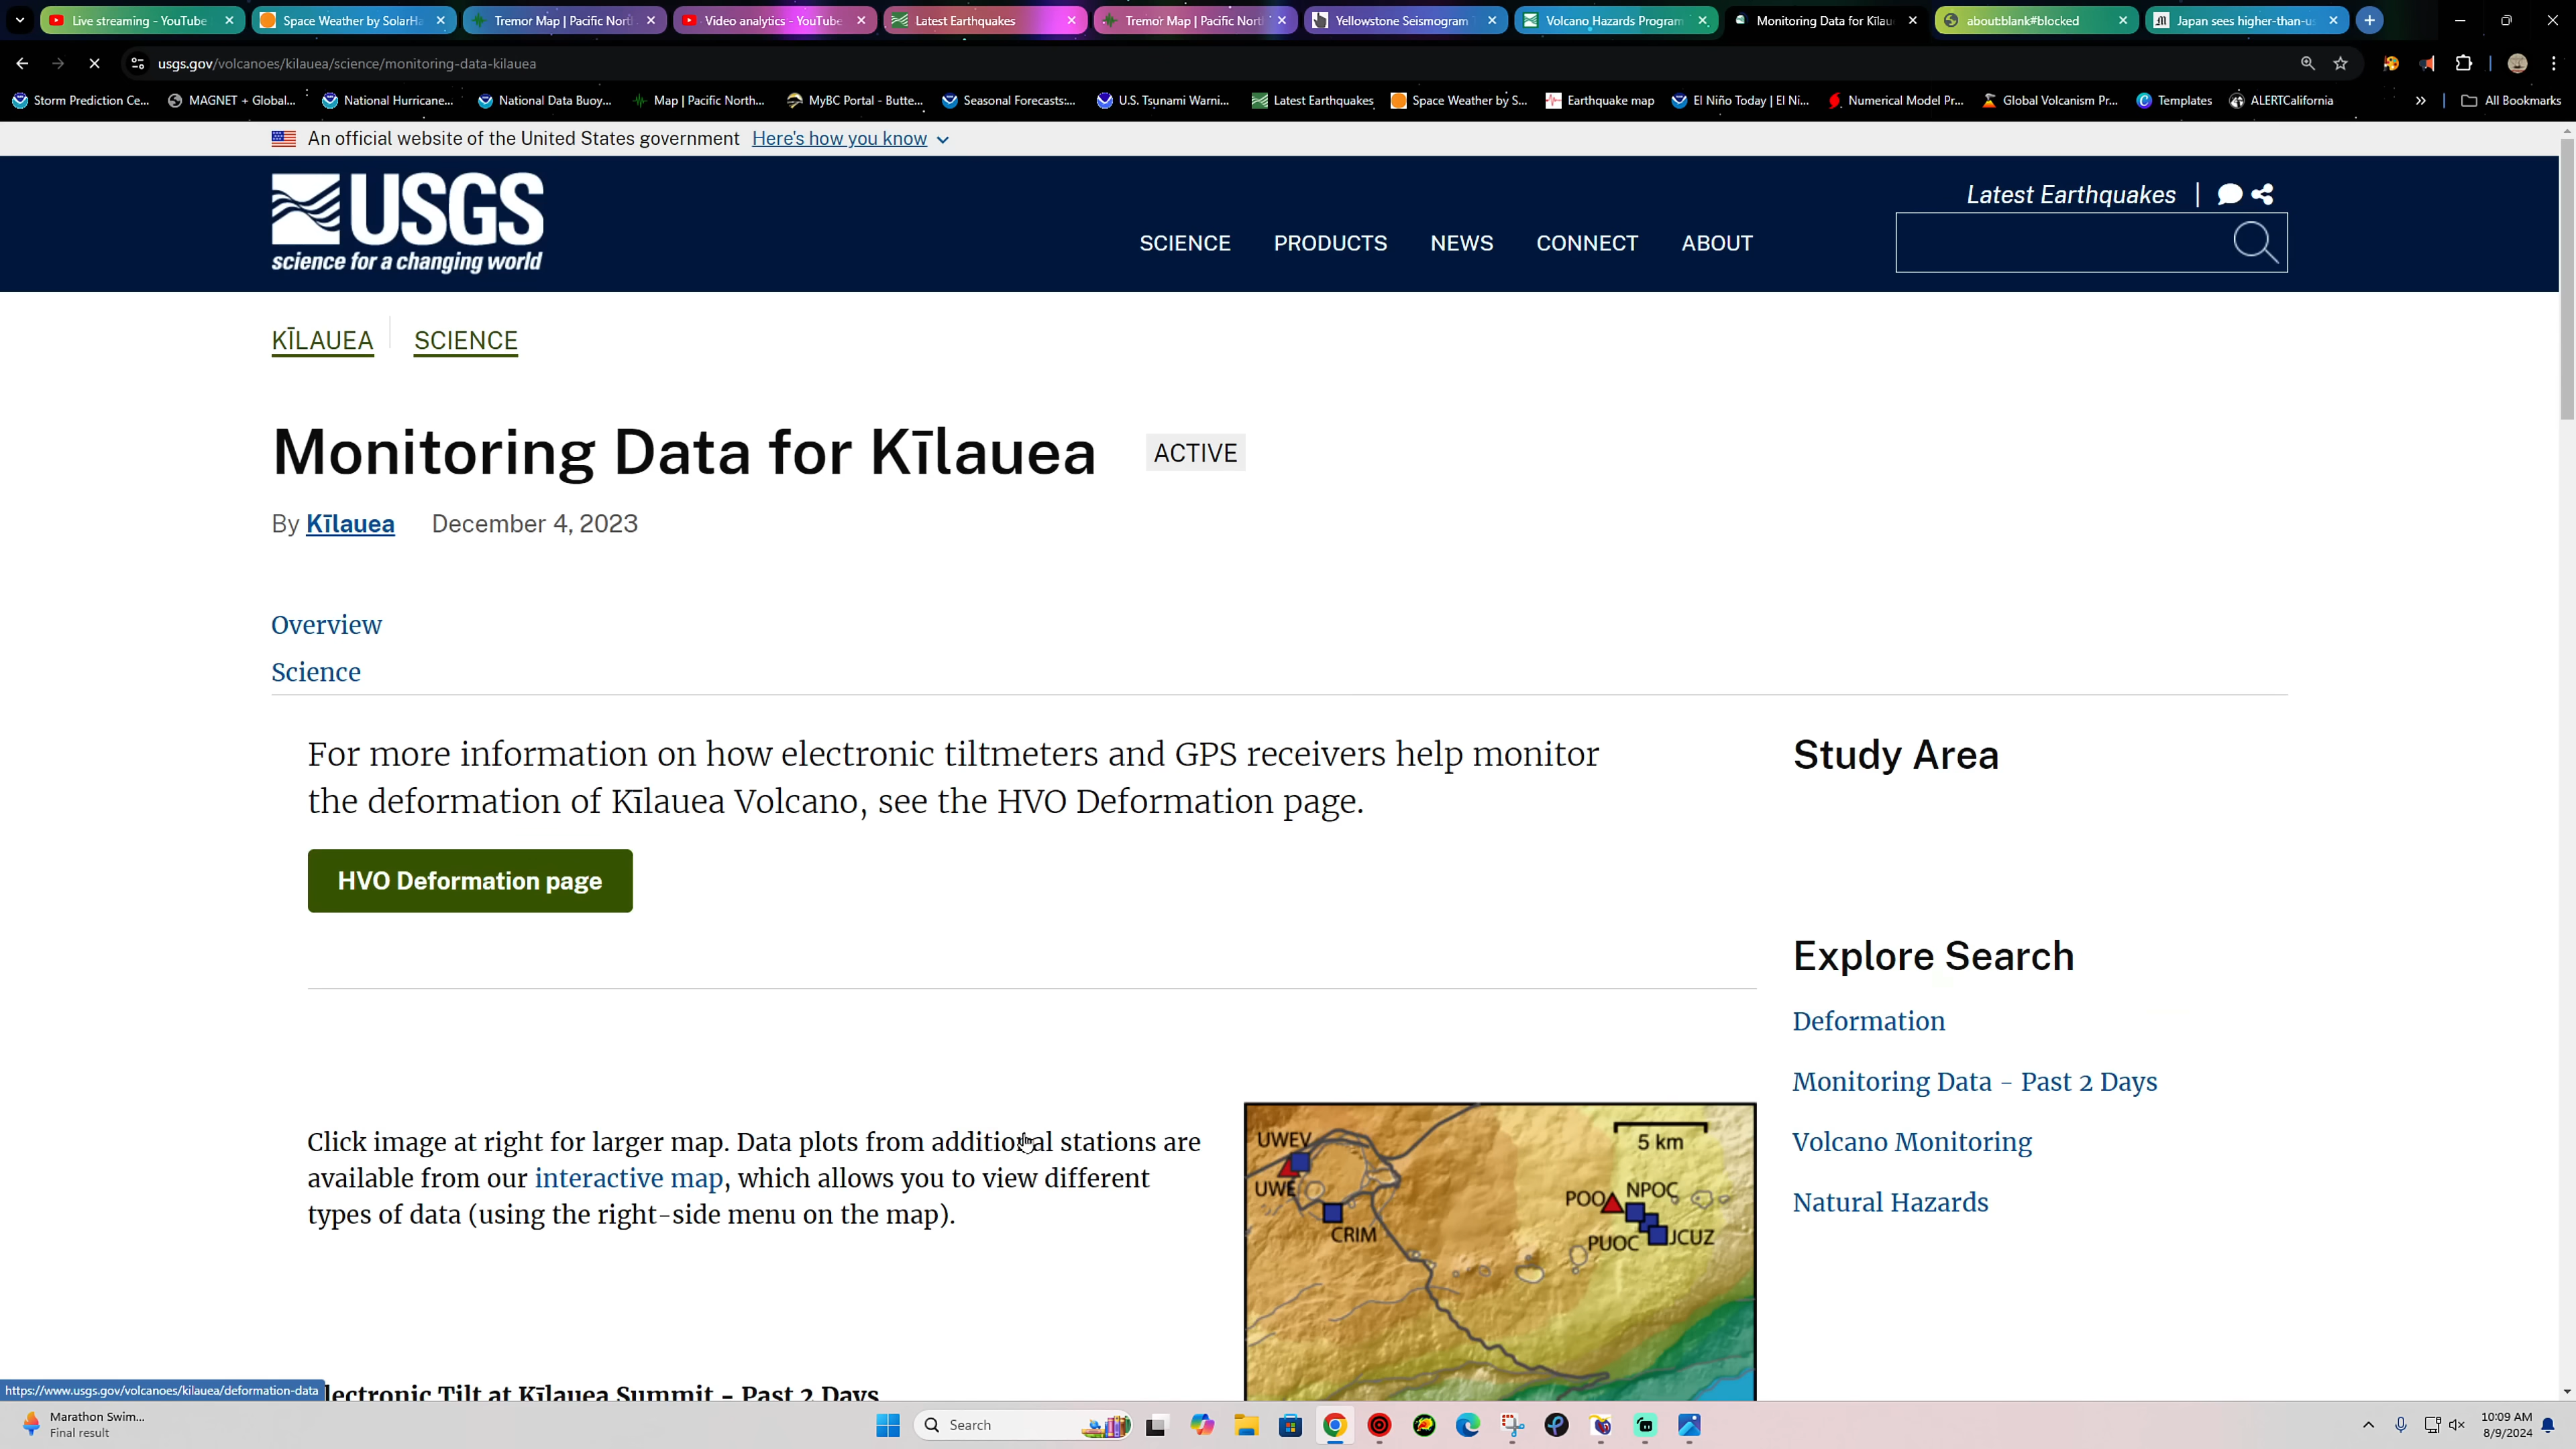 Live streaming - YouTube
Space Weather by SolarHa
Tremor Map | Pacific North
Video analytics - YouTube
Latest Earthquakes
Tremor Map | Pacific North
Yellowstone Seismogram
Volcano Hazards Program
Monitoring Data for Kīlau
about:blank#blocked
Japan sees higher-than-us
usgs.gov/volcanoes/kilauea/science/monitoring-data-kilauea
Storm Prediction Ce...
MAGNET + Global...
National Hurricane...
National Data Buoy...
Map | Pacific North...
MyBC Portal - Butte...
Seasonal Forecasts:...
U.S. Tsunami Warni...
Latest Earthquakes
Space Weather by S...
Earthquake map
El Niño Today | El Ni...
Numerical Model Pr...
Global Volcanism Pr...
Templates
ALERTCalifornia
All Bookmarks
An official website of the United States government Here's how you know
USGS
science for a changing world
Latest Earthquakes
SCIENCE PRODUCTS NEWS CONNECT ABOUT
KĪLAUEA SCIENCE
Monitoring Data for Kīlauea ACTIVE
By Kīlauea December 4, 2023
Overview
Science
For more information on how electronic tiltmeters and GPS receivers help monitor
the deformation of Kīlauea Volcano, see the HVO Deformation page.
HVO Deformation page
Study Area
Explore Search
Deformation
Monitoring Data - Past 2 Days
Volcano Monitoring
Natural Hazards
Click image at right for larger map. Data plots from additional stations are
available from our interactive map, which allows you to view different
types of data (using the right-side menu on the map).
UWEV
UWE
CRIM
5 km
POO
NPOC
PUOC
JCUZ
https://www.usgs.gov/volcanoes/kilauea/deformation-data
lectronic Tilt at Kīlauea Summit - Past 2 Days
Marathon Swim...
Final result
Search
10:09 AM
8/9/2024